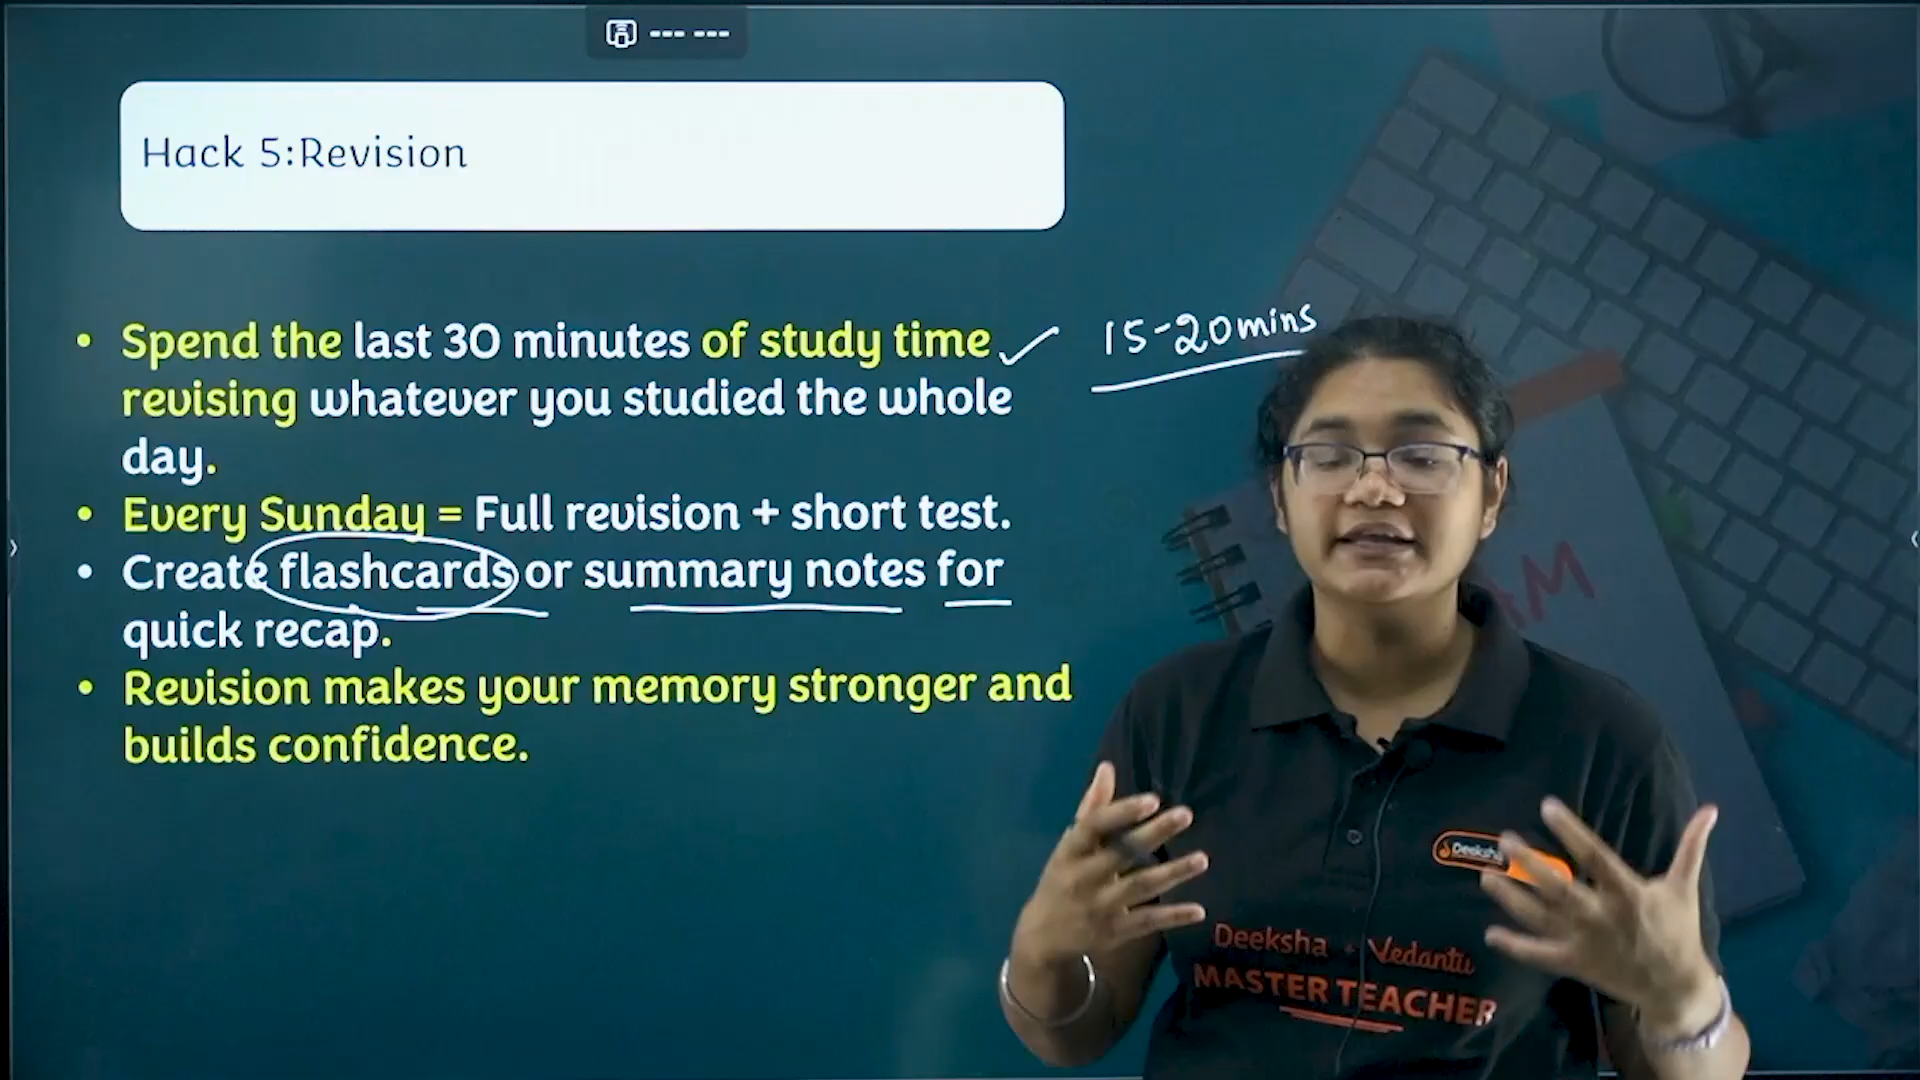 Hack 5:Revision
• Spend the last 30 minutes of study time
revising whatever you studied the whole
day.
15-20mins
• Every Sunday = Full revision + short test.
• Create flashcards or summary notes for
quick recap.
• Revision makes your memory stronger and
builds confidence.
Deeksha
Deeksha Vedantu
MASTER TEACHER